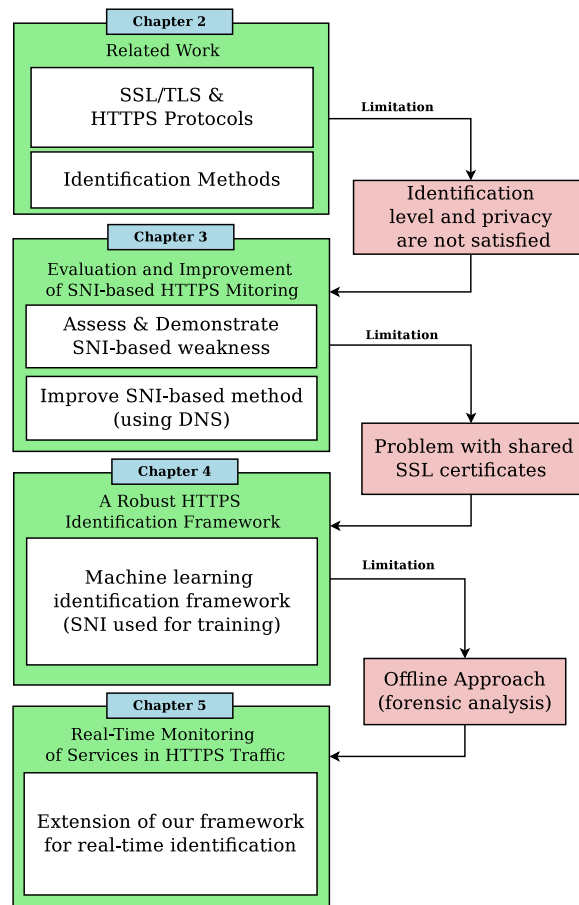 Chapter 2
Related Work
SSL/TLS &
HTTPS Protocols
Identification Methods
Limitation
Identification
level and privacy
are not satisfied
Chapter 3
Evaluation and Improvement
of SNI-based HTTPS Mitoring
Assess & Demonstrate
SNI-based weakness
Improve SNI-based method
(using DNS)
Limitation
Problem with shared
SSL certificates
Chapter 4
A Robust HTTPS
Identification Framework
Machine learning
identification framework
(SNI used for training)
Limitation
Offline Approach
(forensic analysis)
Chapter 5
Real-Time Monitoring
of Services in HTTPS Traffic
Extension of our framework
for real-time identification